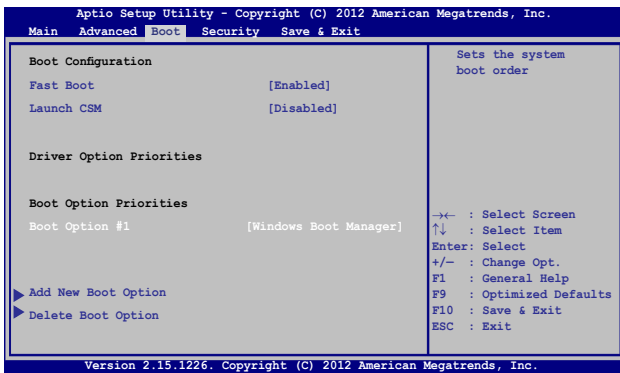 Aptio Setup Utility - Copyright (C) 2012 American Megatrends, Inc.
Main Advanced Boot Security Save & Exit
Boot Configuration
Fast Boot [Enabled]
Launch CSM [Disabled]
Driver Option Priorities
Boot Option Priorities
Boot Option #1 [Windows Boot Manager]
Add New Boot Option
Delete Boot Option
Sets the system
boot order
→← : Select Screen
↑↓ : Select Item
Enter: Select
+/— : Change Opt.
F1 : General Help
F9 : Optimized Defaults
F10 : Save & Exit
ESC : Exit
Version 2.15.1226. Copyright (C) 2012 American Megatrends, Inc.